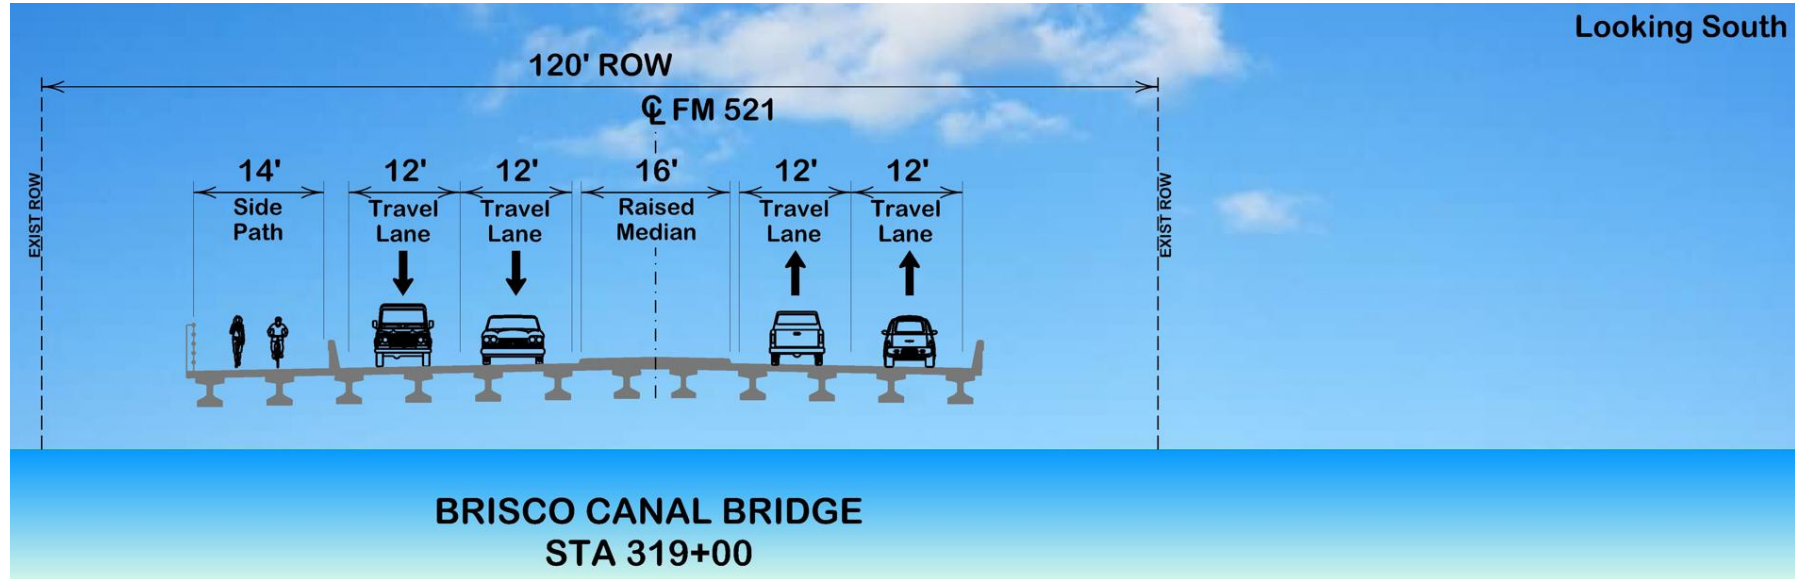 Looking South
120' ROW
℄ FM 521
14'
12'
12'
16'
12'
12'
Side
Path
Travel
Lane
Travel
Lane
Raised
Median
Travel
Lane
Travel
Lane
EXIST ROW
EXIST ROW
BRISCO CANAL BRIDGE
STA 319+00